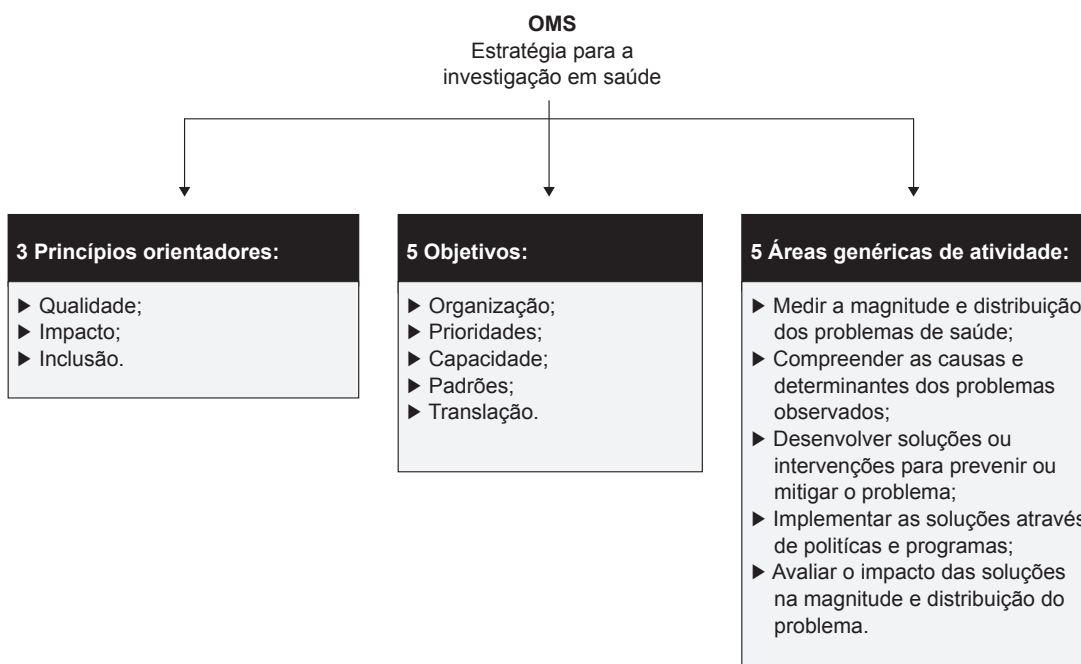 OMS
Estratégia para a
investigação em saúde
3 Princípios orientadores:
▶ Qualidade;
▶ Impacto;
▶ Inclusão.
5 Objetivos:
▶ Organização;
▶ Prioridades;
▶ Capacidade;
▶ Padrões;
▶ Translação.
5 Áreas genéricas de atividade:
▶ Medir a magnitude e distribuição
dos problemas de saúde;
▶ Compreender as causas e
determinantes dos problemas
observados;
▶ Desenvolver soluções ou
intervenções para prevenir ou
mitigar o problema;
▶ Implementar as soluções através
de politícas e programas;
▶ Avaliar o impacto das soluções
na magnitude e distribuição do
problema.